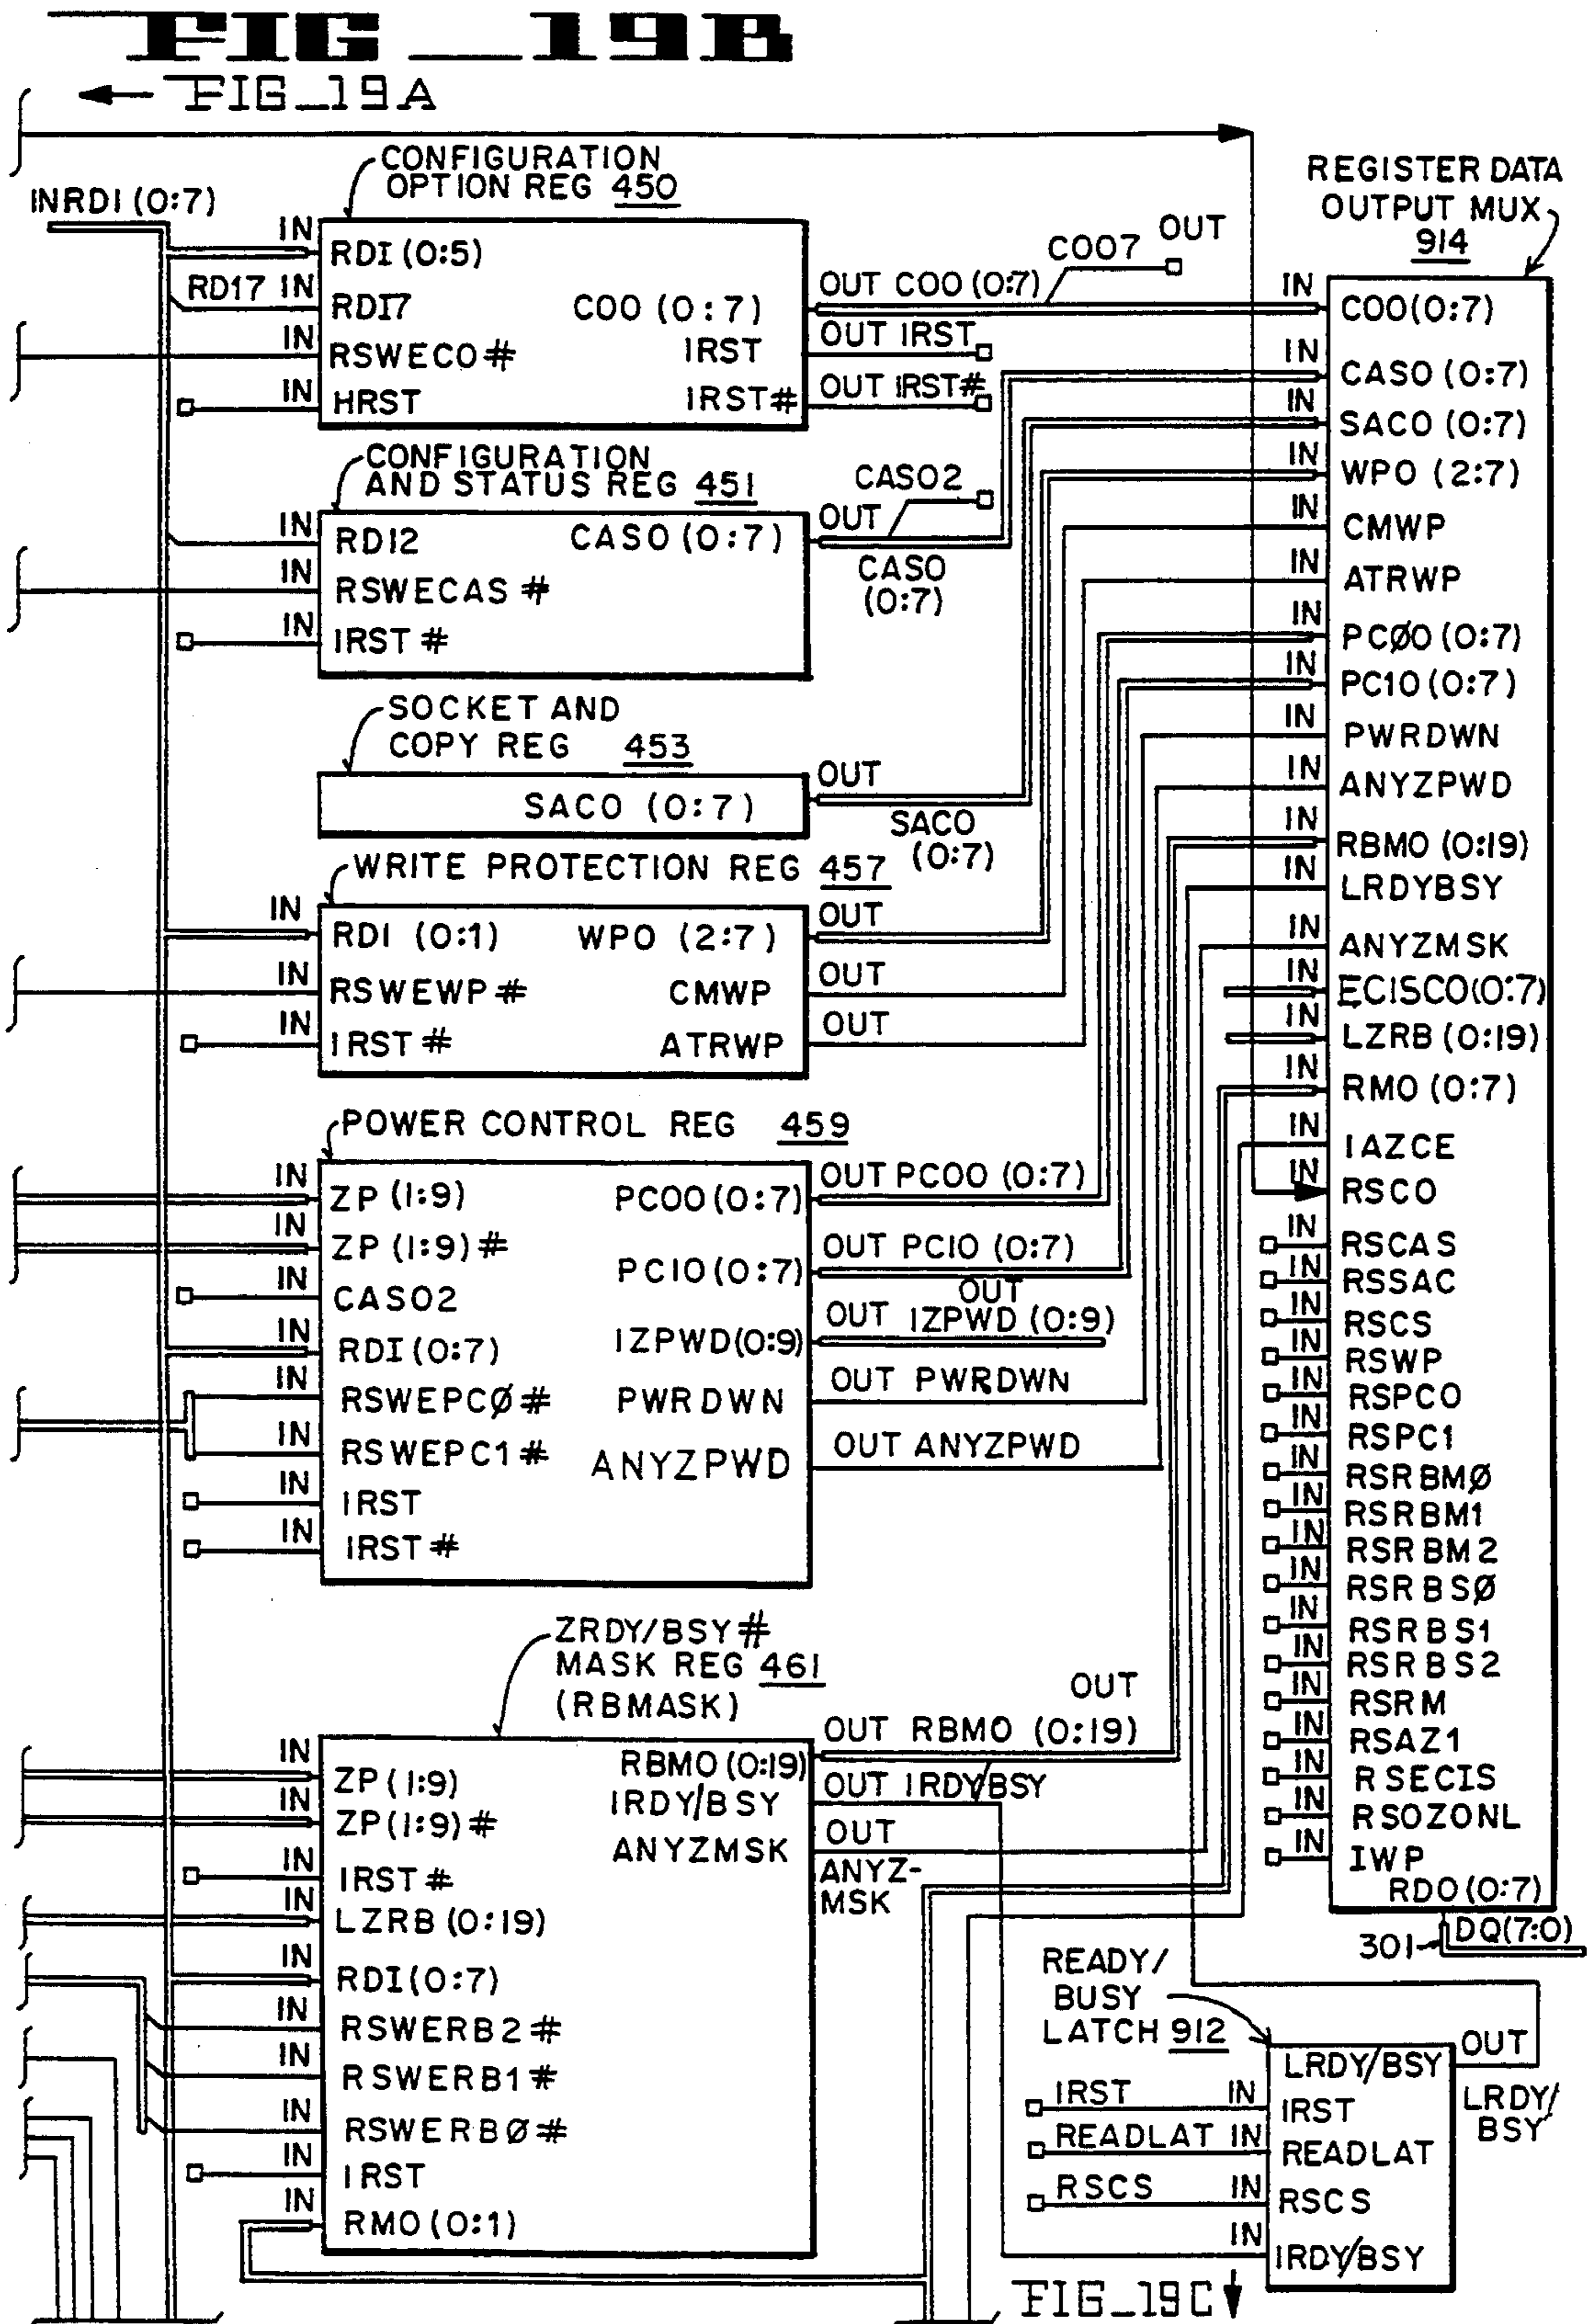 FIG_19B
FIG_19A
INRDI (0:7)
CONFIGURATION
OPTION REG 450
IN RDI (0:5)
RD17 IN RDI7
IN RSWECO#
IN HRST
COO (0:7)
IRST
IRST#
OUT COO (0:7)
COO7 OUT
OUT IRST
OUT IRST#
CONFIGURATION
AND STATUS REG 451
IN RDI2
IN RSWECAS #
IN IRST #
CASO (0:7)
OUT
CASO2
CASO
(0:7)
SOCKET AND
COPY REG 453
SACO (0:7)
OUT
SACO
(0:7)
WRITE PROTECTION REG 457
IN RDI (0:1)
IN RSWEWP#
IN IRST #
WPO (2:7)
CMWP
ATRWP
OUT
OUT
OUT
POWER CONTROL REG 459
IN ZP (1:9)
IN ZP (1:9)#
IN CASO2
IN RDI (0:7)
IN RSWEPCØ#
IN RSWEPC1#
IN IRST
IN IRST#
PCOO (0:7)
PCIO (0:7)
IZPWD(0:9)
PWRDWN
ANYZPWD
OUT PCOO (0:7)
OUT PCIO (0:7)
OUT
OUT IZPWD (0:9)
OUT PWRDWN
OUT ANYZPWD
ZRDY/BSY#
MASK REG 461
(RBMASK)
IN ZP (1:9)
IN ZP(1:9)#
IN IRST#
IN LZRB (0:19)
IN RDI(0:7)
IN RSWERB2#
IN RSWERB1#
IN RSWERBØ#
IN IRST
IN RMO (0:1)
RBMO (0:19)
IRDY/BSY
ANYZMSK
OUT
OUT RBMO (0:19)
OUT IRDY/BSY
OUT
ANYZ-
MSK
REGISTER DATA
OUTPUT MUX
914
IN COO(0:7)
IN CASO (0:7)
IN SACO (0:7)
IN WPO (2:7)
IN CMWP
IN ATRWP
IN PCØO (0:7)
IN PC1O (0:7)
IN PWRDWN
IN ANYZPWD
IN RBMO (0:19)
IN LRDYBSY
IN ANYZMSK
IN ECISCO(0:7)
IN LZRB (0:19)
IN RMO (0:7)
IN IAZCE
IN RSCO
IN RSCAS
IN RSSAC
IN RSCS
IN RSWP
IN RSPCO
IN RSPC1
IN RSRBMØ
IN RSRBM1
IN RSRBM2
IN RSRBSØ
IN RSRBS1
IN RSRBS2
IN RSRM
IN RSAZ1
IN RSECIS
IN RSOZONL
IN IWP
RDO (0:7)
301 DQ(7:0)
READY/
BUSY
LATCH 912
LRDY/BSY
OUT
LRDY/
BSY
IRST IN IRST
READLAT IN READLAT
RSCS IN RSCS
IN IRDY/BSY
FIG_19C